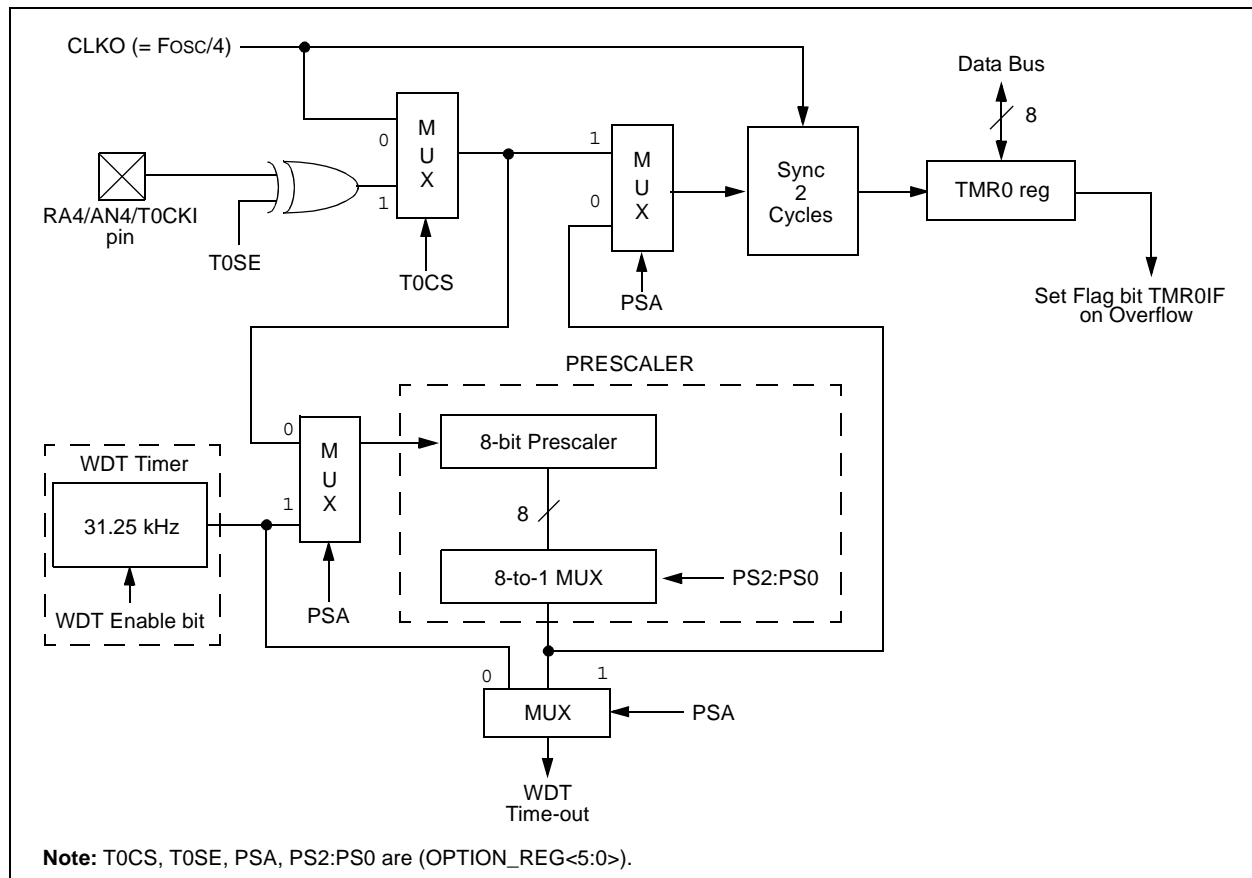 CLKO (= FOSC/4)
Data Bus
8
0
M
U
X
1
1
M
U
X
0
Sync
2
Cycles
TMR0 reg
RA4/AN4/T0CKI
pin
T0SE
T0CS
PSA
Set Flag bit TMR0IF
on Overflow
PRESCALER
0
M
U
X
1
8-bit Prescaler
WDT Timer
31.25 kHz
8
8-to-1 MUX
PS2:PS0
WDT Enable bit
PSA
0
1
MUX
PSA
WDT
Time-out
Note: T0CS, T0SE, PSA, PS2:PS0 are (OPTION_REG<5:0>).